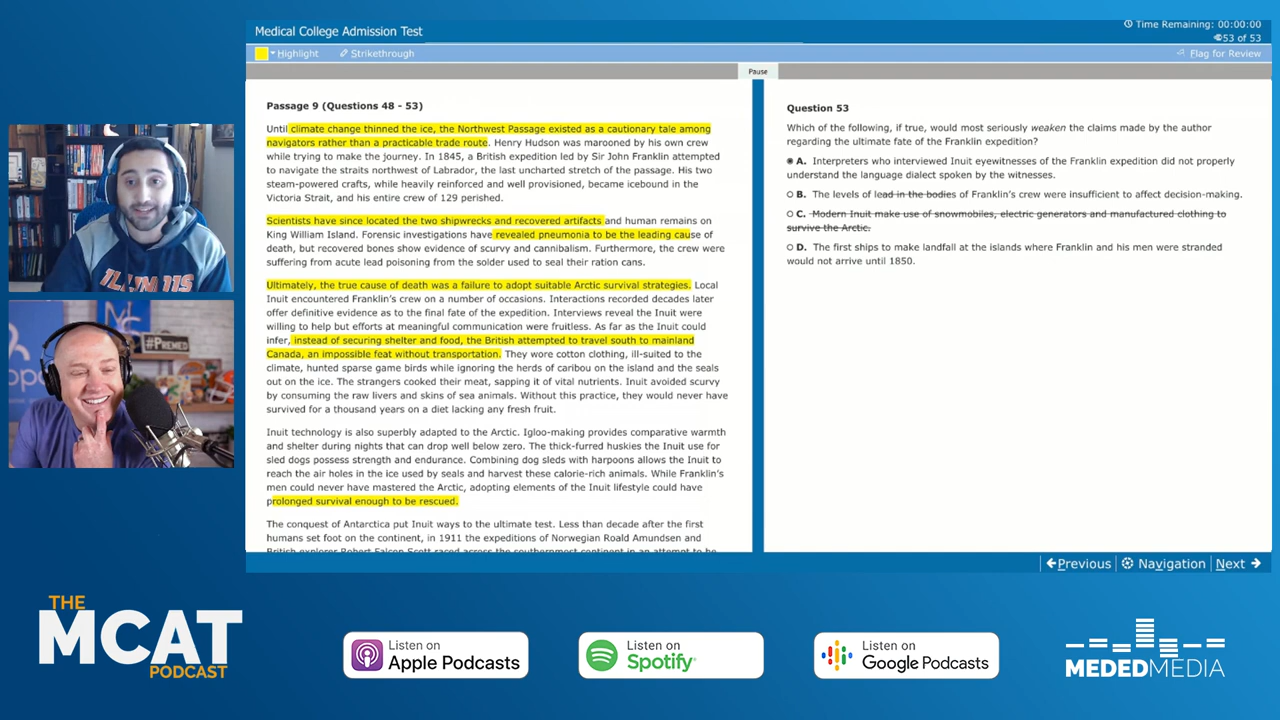 Medical College Admission Test
Time Remaining: 00:00:00
53 of 53
Highlight
Strikethrough
Flag for Review
Pause
Passage 9 (Questions 48 - 53)
Until climate change thinned the ice, the Northwest Passage existed as a cautionary tale among
navigators rather than a practicable trade route. Henry Hudson was marooned by his own crew
while trying to make the journey. In 1845, a British expedition led by Sir John Franklin attempted
to navigate the straits northwest of Labrador, the last uncharted stretch of the passage. His two
steam-powered crafts, while heavily reinforced and well provisioned, became icebound in the
Victoria Strait, and his entire crew of 129 perished.
Scientists have since located the two shipwrecks and recovered artifacts and human remains on
King William Island. Forensic investigations have revealed pneumonia to be the leading cause of
death, but recovered bones show evidence of scurvy and cannibalism. Furthermore, the crew were
suffering from acute lead poisoning from the solder used to seal their ration cans.
Ultimately, the true cause of death was a failure to adopt suitable Arctic survival strategies. Local
Inuit encountered Franklin's crew on a number of occasions. Interactions recorded decades later
offer definitive evidence as to the final fate of the expedition. Interviews reveal the Inuit were
willing to help but efforts at meaningful communication were fruitless. As far as the Inuit could
infer, instead of securing shelter and food, the British attempted to travel south to mainland
Canada, an impossible feat without transportation. They wore cotton clothing, ill-suited to the
climate, hunted sparse game birds while ignoring the herds of caribou on the island and the seals
out on the ice. The strangers cooked their meat, sapping it of vital nutrients. Inuit avoided scurvy
by consuming the raw livers and skins of sea animals. Without this practice, they would never have
survived for a thousand years on a diet lacking any fresh fruit.
Inuit technology is also superbly adapted to the Arctic. Igloo-making provides comparative warmth
and shelter during nights that can drop well below zero. The thick-furred huskies the Inuit use for
sled dogs possess strength and endurance. Combining dog sleds with harpoons allows the Inuit to
reach the air holes in the ice used by seals and harvest these calorie-rich animals. While Franklin's
men could never have mastered the Arctic, adopting elements of the Inuit lifestyle could have
prolonged survival enough to be rescued.
The conquest of Antarctica put Inuit ways to the ultimate test. Less than decade after the first
humans set foot on the continent, in 1911 the expeditions of Norwegian Roald Amundsen and
British explorer Robert Falcon Scott raced across the southernmost continent in an attempt to be
Question 53
Which of the following, if true, would most seriously weaken the claims made by the author
regarding the ultimate fate of the Franklin expedition?
A. Interpreters who interviewed Inuit eyewitnesses of the Franklin expedition did not properly
understand the language dialect spoken by the witnesses.
B. The levels of lead in the bodies of Franklin's crew were insufficient to affect decision-making.
C. Modern Inuit make use of snowmobiles, electric generators and manufactured clothing to
survive the Arctic.
D. The first ships to make landfall at the islands where Franklin and his men were stranded
would not arrive until 1850.
Previous
Navigation
Next
ILLINOIS
#PREMED
THE
MCAT
PODCAST
Listen on
Apple Podcasts
Listen on
Spotify
Listen on
Google Podcasts
MEDEDMEDIA